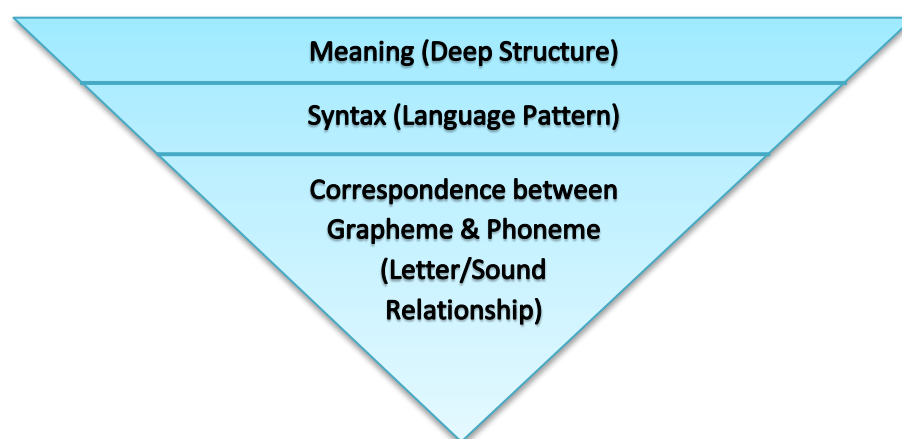 Meaning (Deep Structure)
Syntax (Language Pattern)
Correspondence between
Grapheme & Phoneme
(Letter/Sound
Relationship)